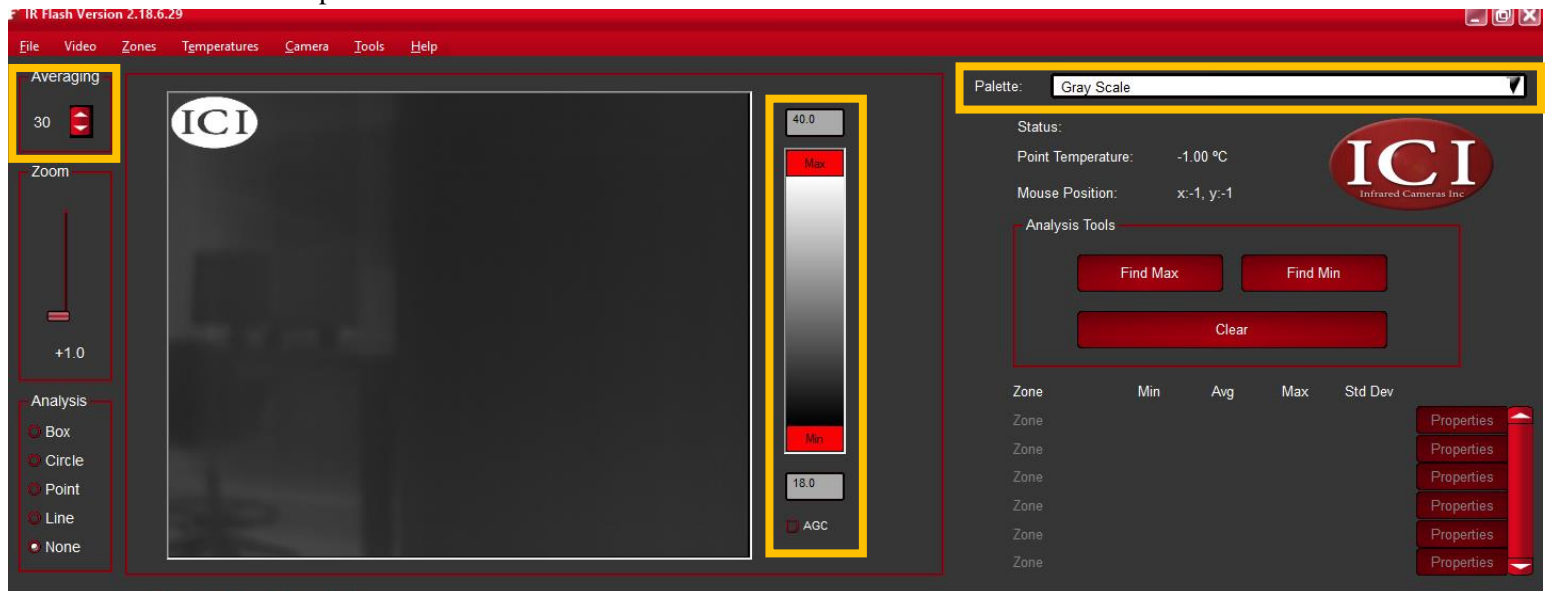 IR Flash Version 2.18.6.29
File Video Zones Temperatures Camera Tools Help
Averaging
30
Zoom
+1.0
Analysis
Box
Circle
Point
Line
None
ICI
40.0
Max
Min
18.0
AGC
Palette: Gray Scale
Status:
Point Temperature: -1.00 ºC
Mouse Position: x:-1, y:-1
ICI
Infrared Cameras Inc
Analysis Tools
Find Max Find Min
Clear
Zone Min Avg Max Std Dev
Zone Properties
Zone Properties
Zone Properties
Zone Properties
Zone Properties
Zone Properties